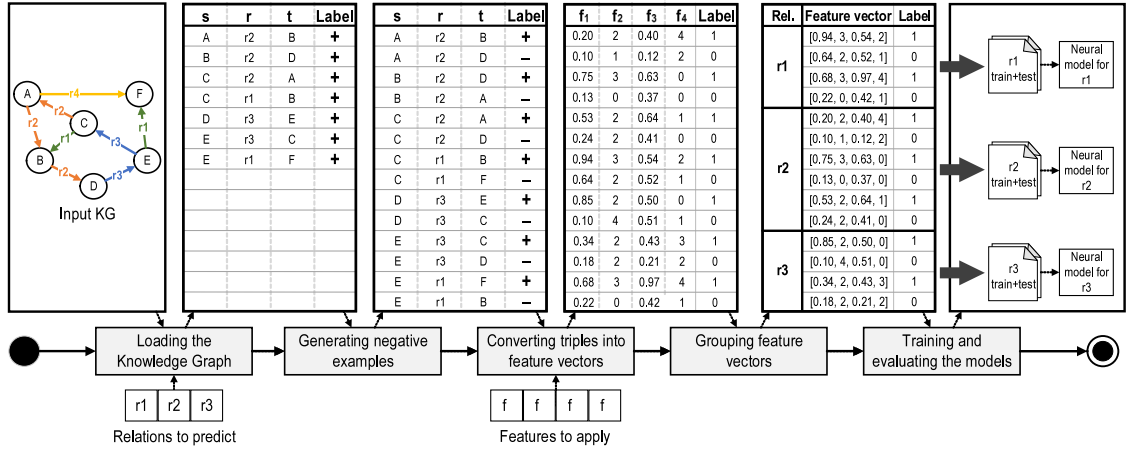 A
F
C
B
D
E
r4
r2
r2
r1
r1
r3
r2
r3
Input KG
s r t Label
A r2 B +
B r2 D +
C r2 A +
C r1 B +
D r3 E +
E r3 C +
E r1 F +
s r t Label
A r2 B +
A r2 D –
B r2 D +
B r2 A –
C r2 A +
C r2 D –
C r1 B +
C r1 F –
D r3 E +
D r3 C –
E r3 C +
E r3 D –
E r1 F +
E r1 B –
f₁ f₂ f₃ f₄ Label
0.20 2 0.40 4 1
0.10 1 0.12 2 0
0.75 3 0.63 0 1
0.13 0 0.37 0 0
0.53 2 0.64 1 1
0.24 2 0.41 0 0
0.94 3 0.54 2 1
0.64 2 0.52 1 0
0.85 2 0.50 0 1
0.10 4 0.51 1 0
0.34 2 0.43 3 1
0.18 2 0.21 2 0
0.68 3 0.97 4 1
0.22 0 0.42 1 0
Rel. Feature vector Label
r1
[0.94, 3, 0.54, 2] 1
[0.64, 2, 0.52, 1] 0
[0.68, 3, 0.97, 4] 1
[0.22, 0, 0.42, 1] 0
r2
[0.20, 2, 0.40, 4] 1
[0.10, 1, 0.12, 2] 0
[0.75, 3, 0.63, 0] 1
[0.13, 0, 0.37, 0] 0
[0.53, 2, 0.64, 1] 1
[0.24, 2, 0.41, 0] 0
r3
[0.85, 2, 0.50, 0] 1
[0.10, 4, 0.51, 0] 0
[0.34, 2, 0.43, 3] 1
[0.18, 2, 0.21, 2] 0
r1
train+test
Neural
model for
r1
r2
train+test
Neural
model for
r2
r3
train+test
Neural
model for
r3
Loading the
Knowledge Graph
Generating negative
examples
Converting triples into
feature vectors
Grouping feature
vectors
Training and
evaluating the models
r1 r2 r3
Relations to predict
f f f f
Features to apply